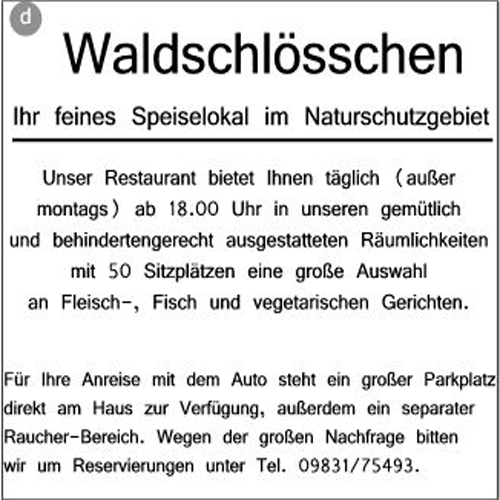 d
Waldschlösschen
Ihr feines Speiselokal im Naturschutzgebiet
Unser Restaurant bietet Ihnen täglich (außer
montags) ab 18.00 Uhr in unseren gemütlich
und behindertengerecht ausgestatteten Räumlichkeiten
mit 50 Sitzplätzen eine große Auswahl
an Fleisch-, Fisch und vegetarischen Gerichten.
Für Ihre Anreise mit dem Auto steht ein großer Parkplatz
direkt am Haus zur Verfügung, außerdem ein separater
Raucher-Bereich. Wegen der großen Nachfrage bitten
wir um Reservierungen unter Tel. 09831/75493.